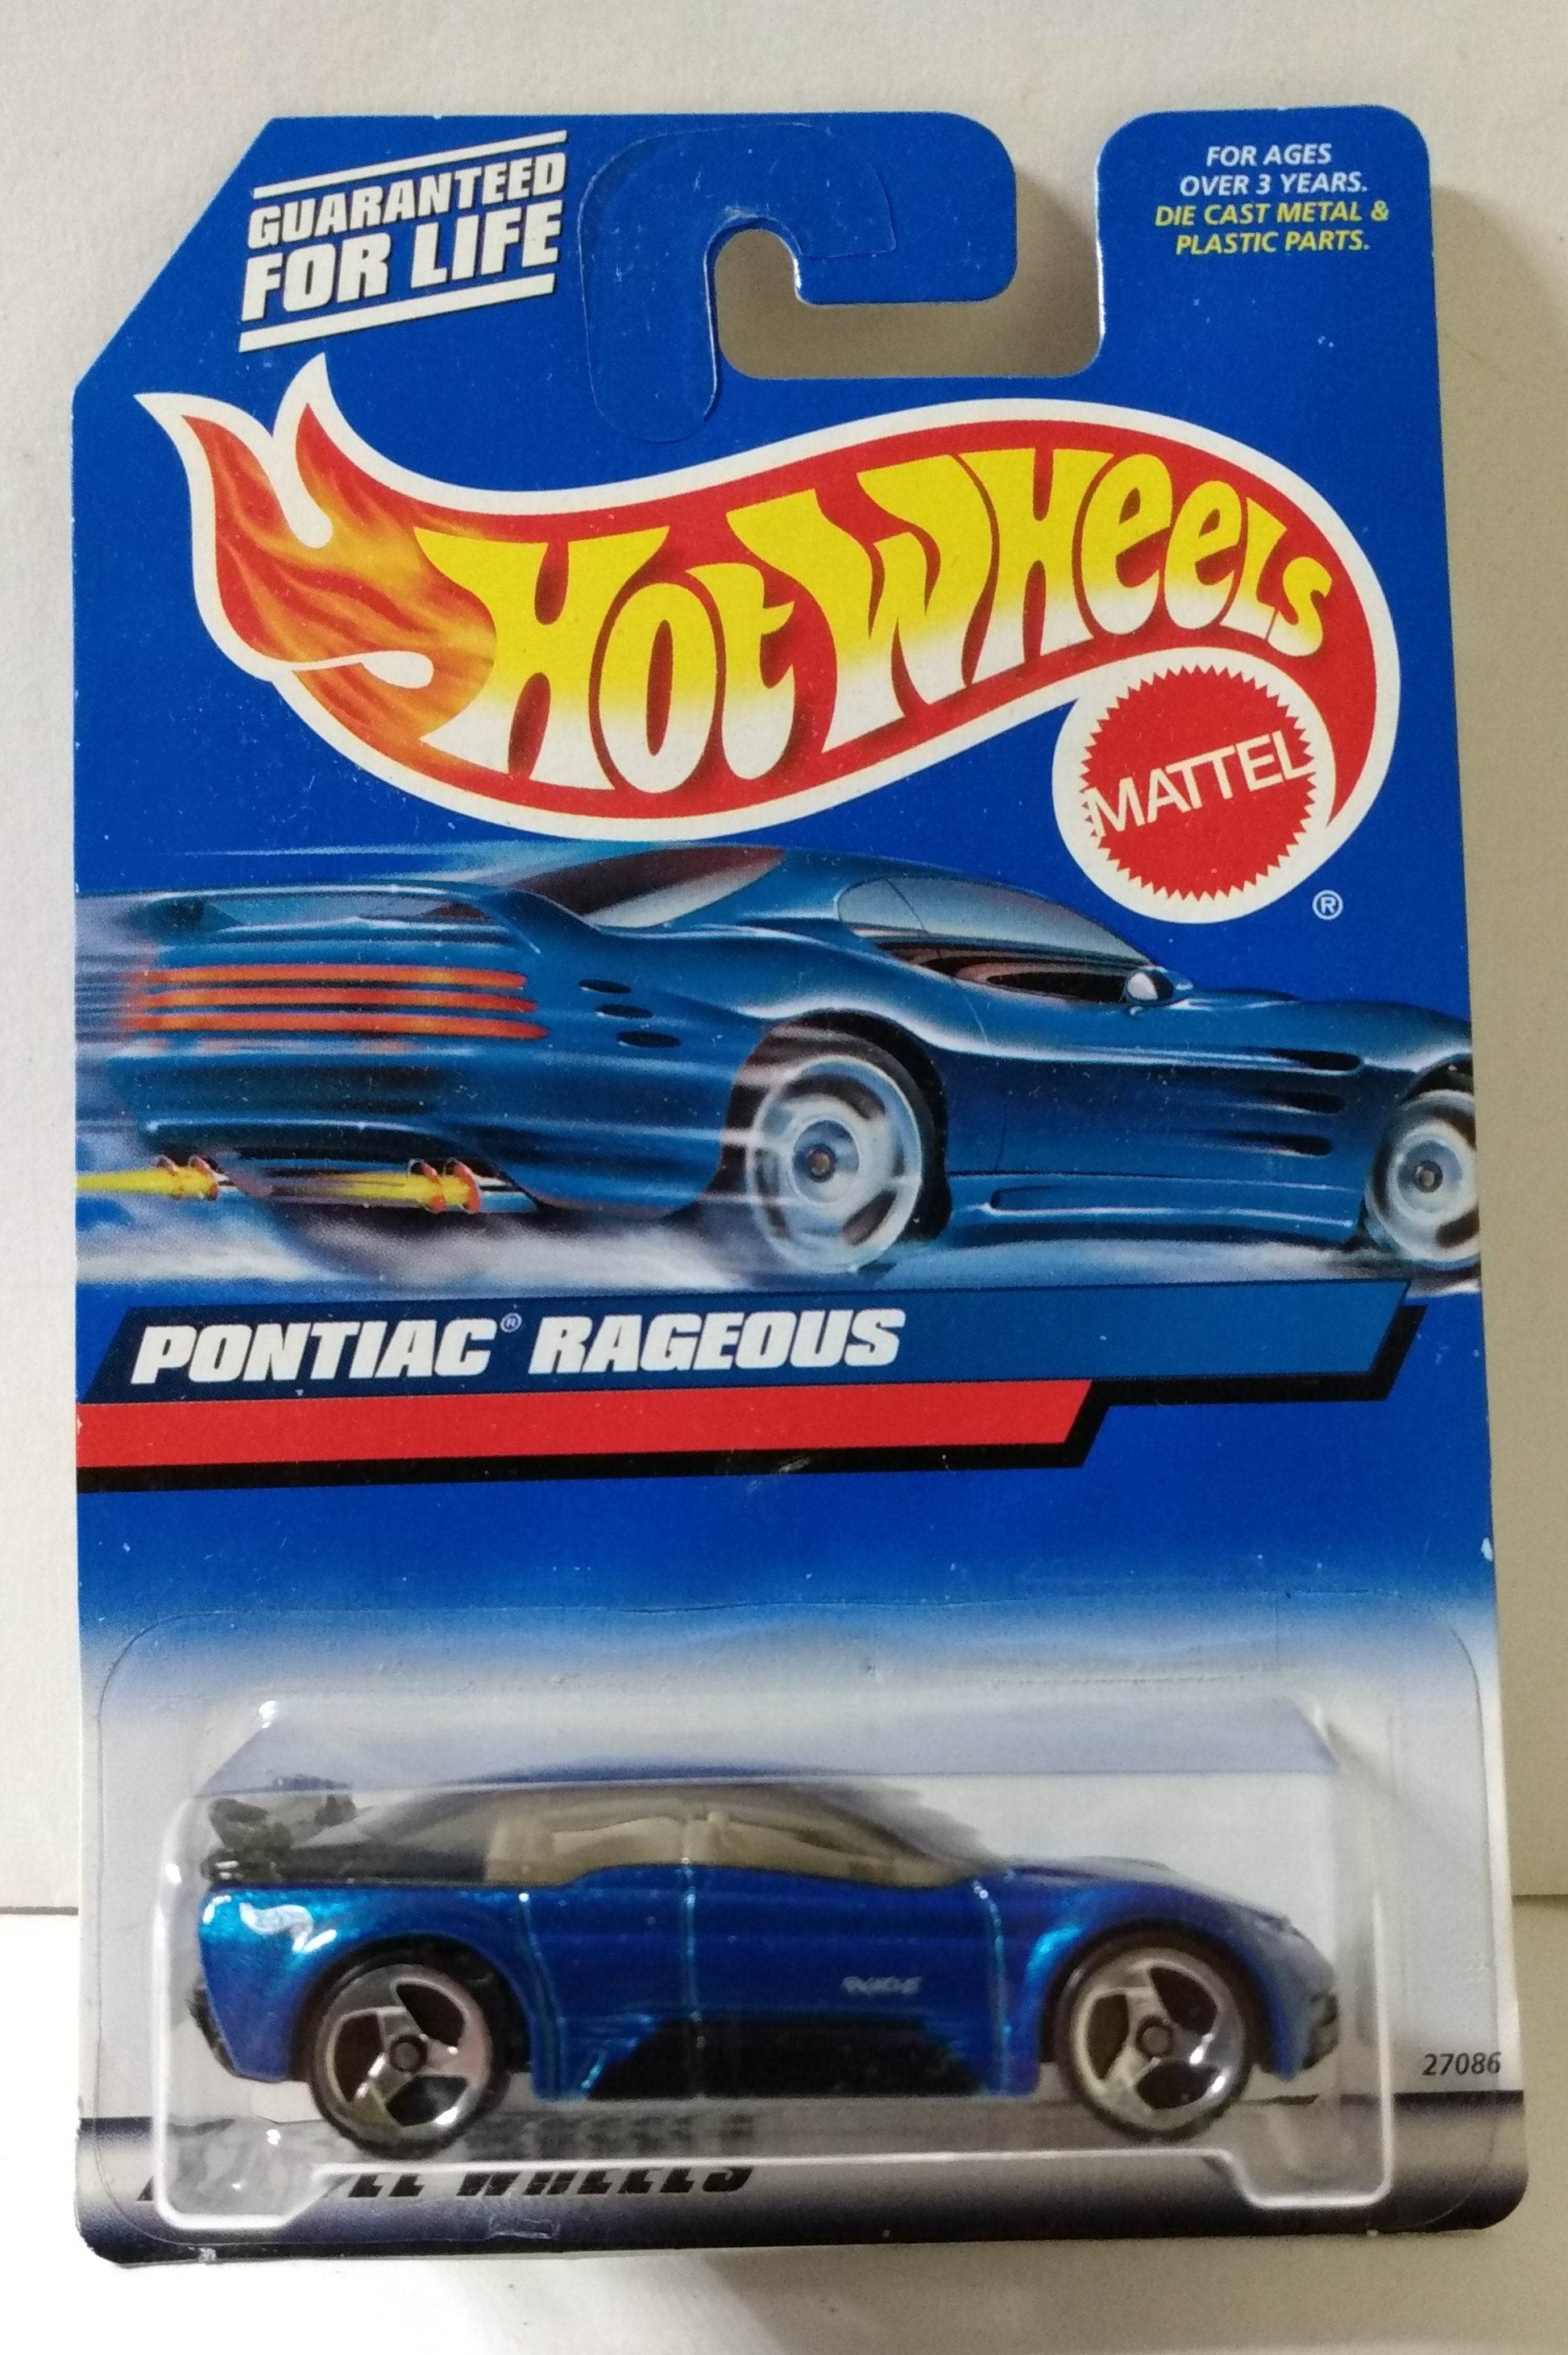 GUARANTEED
FOR LIFE
FOR AGES
OVER 3 YEARS.
DIE CAST METAL &
PLASTIC PARTS.
HOT WHEELS
MATTEL
®
PONTIAC® RAGEOUS
27086
WHEELS